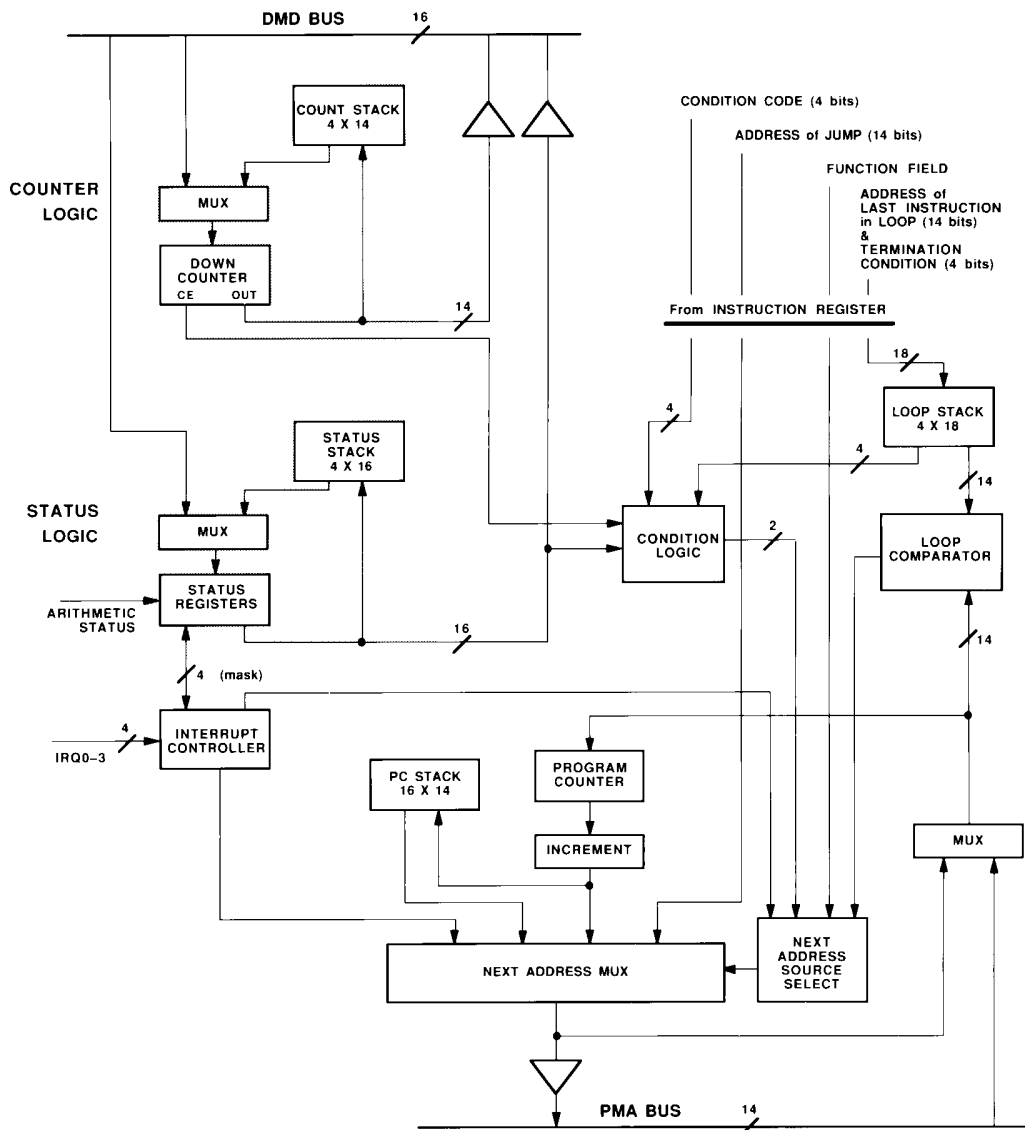 DMD BUS
16
COUNT STACK
4 X 14
CONDITION CODE (4 bits)
ADDRESS of JUMP (14 bits)
FUNCTION FIELD
ADDRESS of
LAST INSTRUCTION
in LOOP (14 bits)
&
TERMINATION
CONDITION (4 bits)
COUNTER
LOGIC
MUX
DOWN
COUNTER
CE OUT
14
From INSTRUCTION REGISTER
18
LOOP STACK
4 X 18
4
4
14
STATUS
STACK
4 X 16
STATUS
LOGIC
MUX
CONDITION
LOGIC
2
LOOP
COMPARATOR
STATUS
REGISTERS
ARITHMETIC
STATUS
16
14
4 (mask)
4
IRQ0-3
INTERRUPT
CONTROLLER
PC STACK
16 X 14
PROGRAM
COUNTER
INCREMENT
MUX
NEXT ADDRESS MUX
NEXT
ADDRESS
SOURCE
SELECT
PMA BUS
14